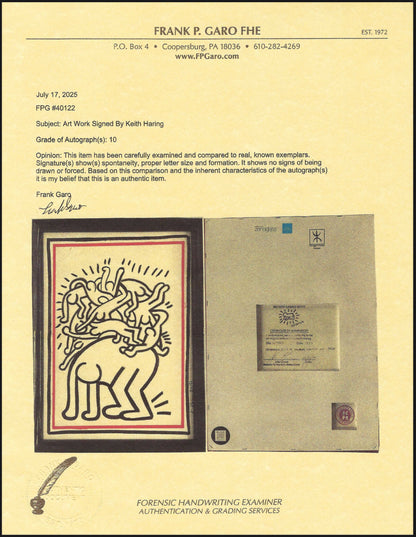 FRANK P. GARO FHE
EST. 1972
P.O. Box 4 • Coopersburg, PA 18036 • 610-282-4269
www.FPGaro.com
July 17, 2025
FPG #40122
Subject: Art Work Signed By Keith Haring
Grade of Autograph(s): 10
Opinion: This item has been carefully examined and compared to real, known exemplars.
Signature(s) show(s) spontaneity, proper letter size and formation. It shows no signs of being
drawn or forced. Based on this comparison and the inherent characteristics of the autograph(s)
it is my belief that this is an authentic item.
Frank Garo
FORENSIC HANDWRITING EXAMINER
AUTHENTICATION & GRADING SERVICES